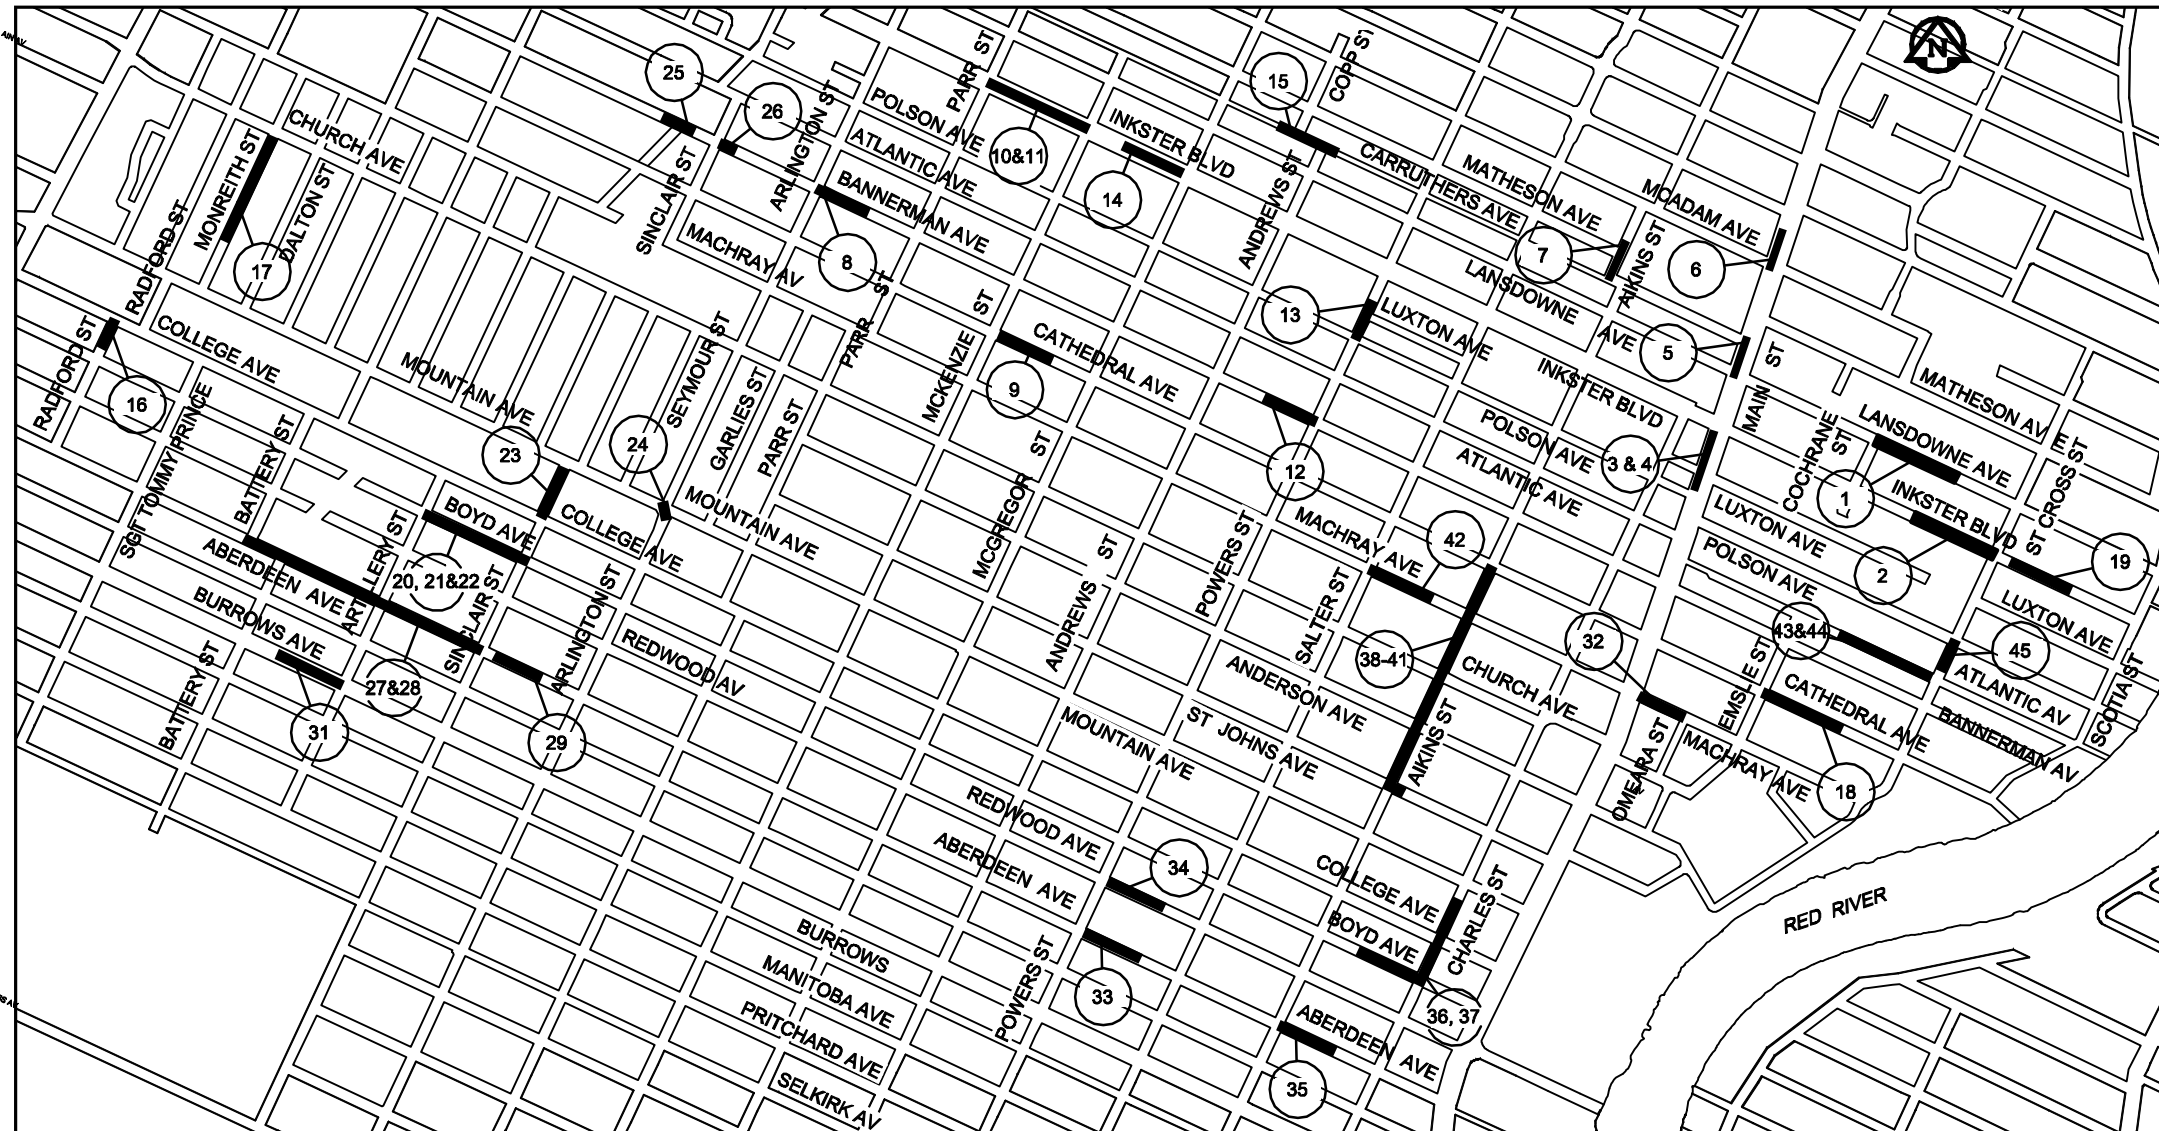 N
25
26
15
COPP ST
PARR ST
ARLINGTON ST
POLSON AVE
ATLANTIC AVE
10&11
INKSTER BLVD
14
CHURCH AVE
MONREITH ST
DALTON ST
17
RADFORD ST
SINCLAIR ST
BANNERMAN AVE
MACHRAY AV
8
ANDREWS ST
CARRUTHERS AVE
MATHESON AVE
MCADAM AVE
7
AIKINS ST
6
LANSDOWNE AVE
13
LUXTON AVE
5
MAIN ST
INKSTER BLVD
RADFORD ST
16
COLLEGE AVE
SGT TOMMY PRINCE
BATTERY ST
MOUNTAIN AVE
23
24
SEYMOUR ST
GARLIES ST
PARR ST
PARR ST
MCKENZIE ST
9
CATHEDRAL AVE
12
POLSON AVE
3 & 4
ATLANTIC AVE
MATHESON AVE
LANSDOWNE AVE
COCHRANE ST
1
INKSTER BLVD
ST CROSS ST
19
2
LUXTON AVE
POLSON AVE
LUXTON AVE
BOYD AVE
COLLEGE AVE
MOUNTAIN AVE
MCGREGOR ST
POWERS ST
MACHRAY AVE
42
SALTER ST
ANDREWS ST
ABERDEEN AVE
ARTILLERY ST
20, 21&22
SINCLAIR ST
ARLINGTON ST
BURROWS AVE
BATTERY ST
27&28
31
29
REDWOOD AV
38-41
ANDERSON AVE
CHURCH AVE
32
EMSLIE ST
43&44
45
ATLANTIC AV
CATHEDRAL AVE
BANNERMAN AV
SCOTIA ST
OMEARA ST
MACHRAY AVE
18
MOUNTAIN AVE
ST JOHNS AVE
AIKINS ST
REDWOOD AVE
ABERDEEN AVE
34
COLLEGE AVE
BOYD AVE
CHARLES ST
RED RIVER
BURROWS
MANITOBA AVE
PRITCHARD AVE
SELKIRK AV
POWERS ST
33
36, 37
ABERDEEN AVE
35